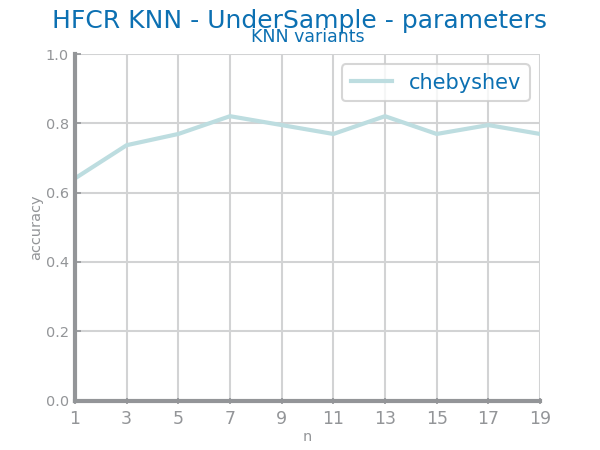 HFCR KNN - UnderSample - parameters
KNN variants
chebyshev
accuracy
1.0
0.8
0.6
0.4
0.2
0.0
1 3 5 7 9 11 13 15 17 19
n